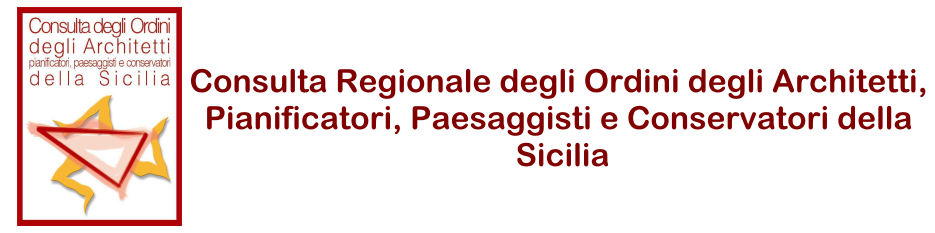 Consulta degli Ordini
degli Architetti
pianificatori, paesaggisti e conservatori
della Sicilia
Consulta Regionale degli Ordini degli Architetti,
Pianificatori, Paesaggisti e Conservatori della
Sicilia